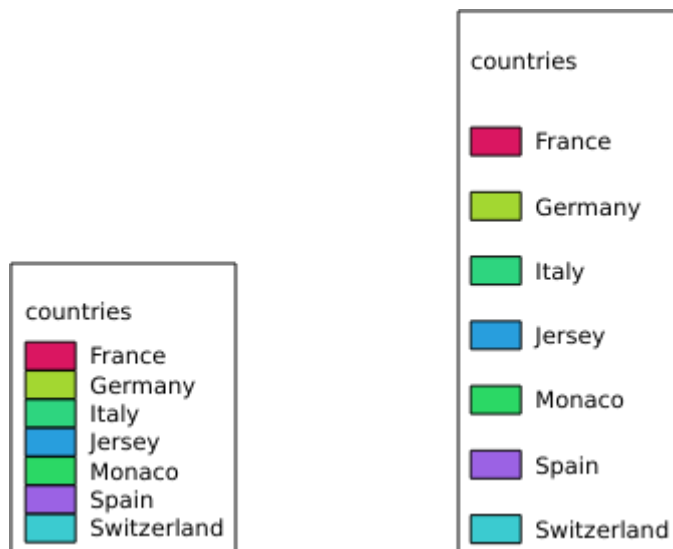 countries
France
Germany
Italy
Jersey
Monaco
Spain
Switzerland
countries
France
Germany
Italy
Jersey
Monaco
Spain
Switzerland